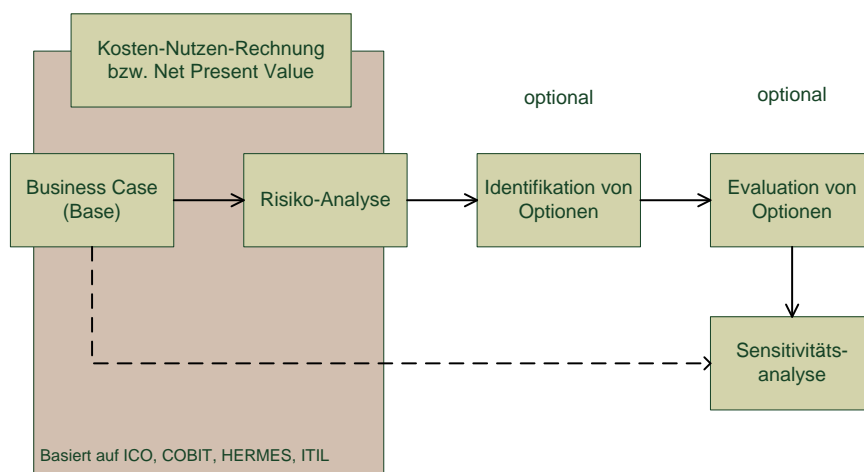 Kosten-Nutzen-Rechnung
bzw. Net Present Value
optional
optional
Business Case
(Base)
Risiko-Analyse
Identifikation von
Optionen
Evaluation von
Optionen
Sensitivitäts-
analyse
Basiert auf ICO, COBIT, HERMES, ITIL